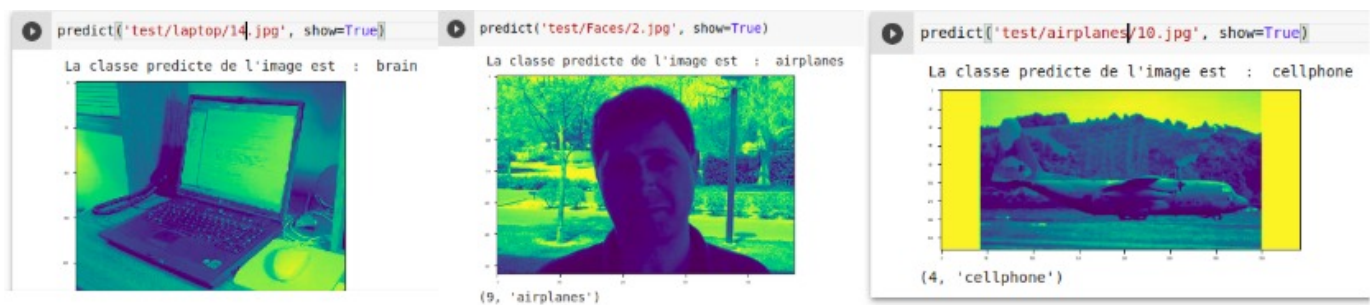 predict('test/laptop/14.jpg', show=True)
La classe predicte de l'image est : brain
predict('test/Faces/2.jpg', show=True)
La classe predicte de l'image est : airplanes
(9, 'airplanes')
predict('test/airplanes/10.jpg', show=True)
La classe predicte de l'image est : cellphone
(4, 'cellphone')